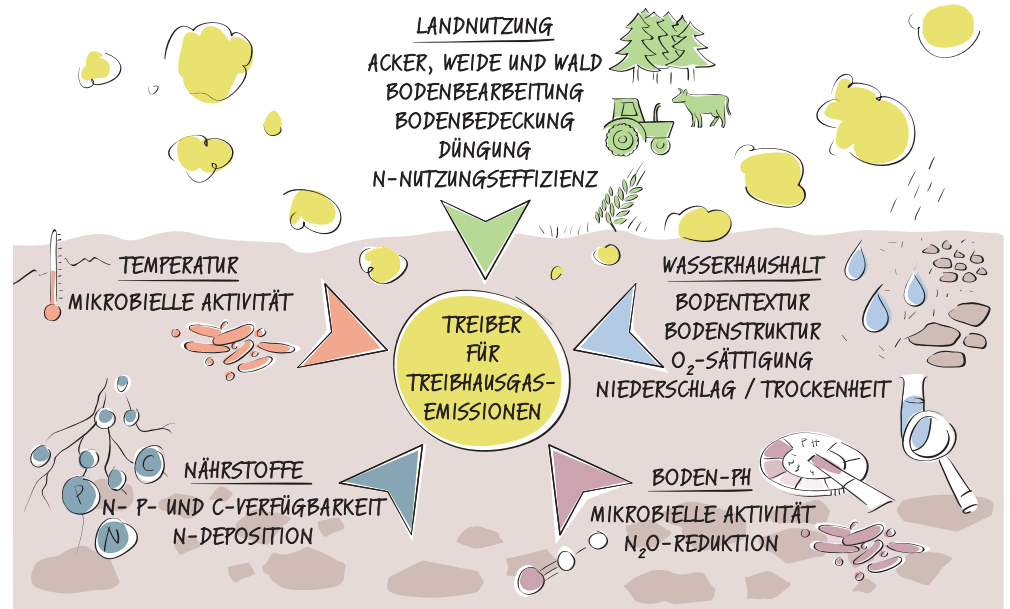 LANDNUTZUNG
ACKER, WEIDE UND WALD
BODENBEARBEITUNG
BODENBEDECKUNG
DÜNGUNG
N-NUTZUNGSEFFIZIENZ
TEMPERATUR
MIKROBIELLE AKTIVITÄT
WASSERHAUSHALT
BODENTEXTUR
BODENSTRUKTUR
O₂-SÄTTIGUNG
NIEDERSCHLAG / TROCKENHEIT
TREIBER
FÜR
TREIBHAUSGAS-
EMISSIONEN
C
P
N
NÄHRSTOFFE
N- P- UND C-VERFÜGBARKEIT
N-DEPOSITION
PH
BODEN-PH
MIKROBIELLE AKTIVITÄT
N₂O-REDUKTION